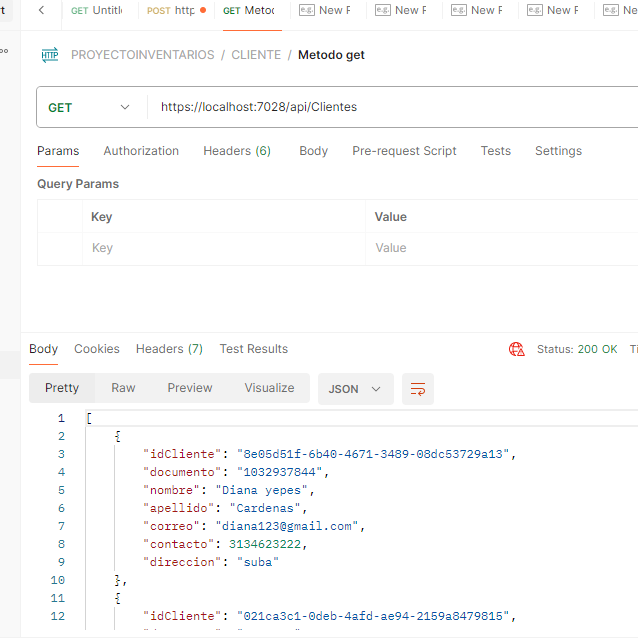 t GET Untitl POST http GET Metoc e.g. New F e.g. New F e.g. New F e.g. New F e.g. Ne
HTTP PROYECTOINVENTARIOS / CLIENTE / Metodo get
GET https://localhost:7028/api/Clientes
Params Authorization Headers (6) Body Pre-request Script Tests Settings
Query Params
Key Value
Key Value
Body Cookies Headers (7) Test Results Status: 200 OK Ti
Pretty Raw Preview Visualize JSON
1 [
2 {
3 "idCliente": "8e05d51f-6b40-4671-3489-08dc53729a13",
4 "documento": "1032937844",
5 "nombre": "Diana yepes",
6 "apellido": "Cardenas",
7 "correo": "diana123@gmail.com",
8 "contacto": 3134623222,
9 "direccion": "suba"
10 },
11 {
12 "idCliente": "021ca3c1-0deb-4afd-ae94-2159a8479815",